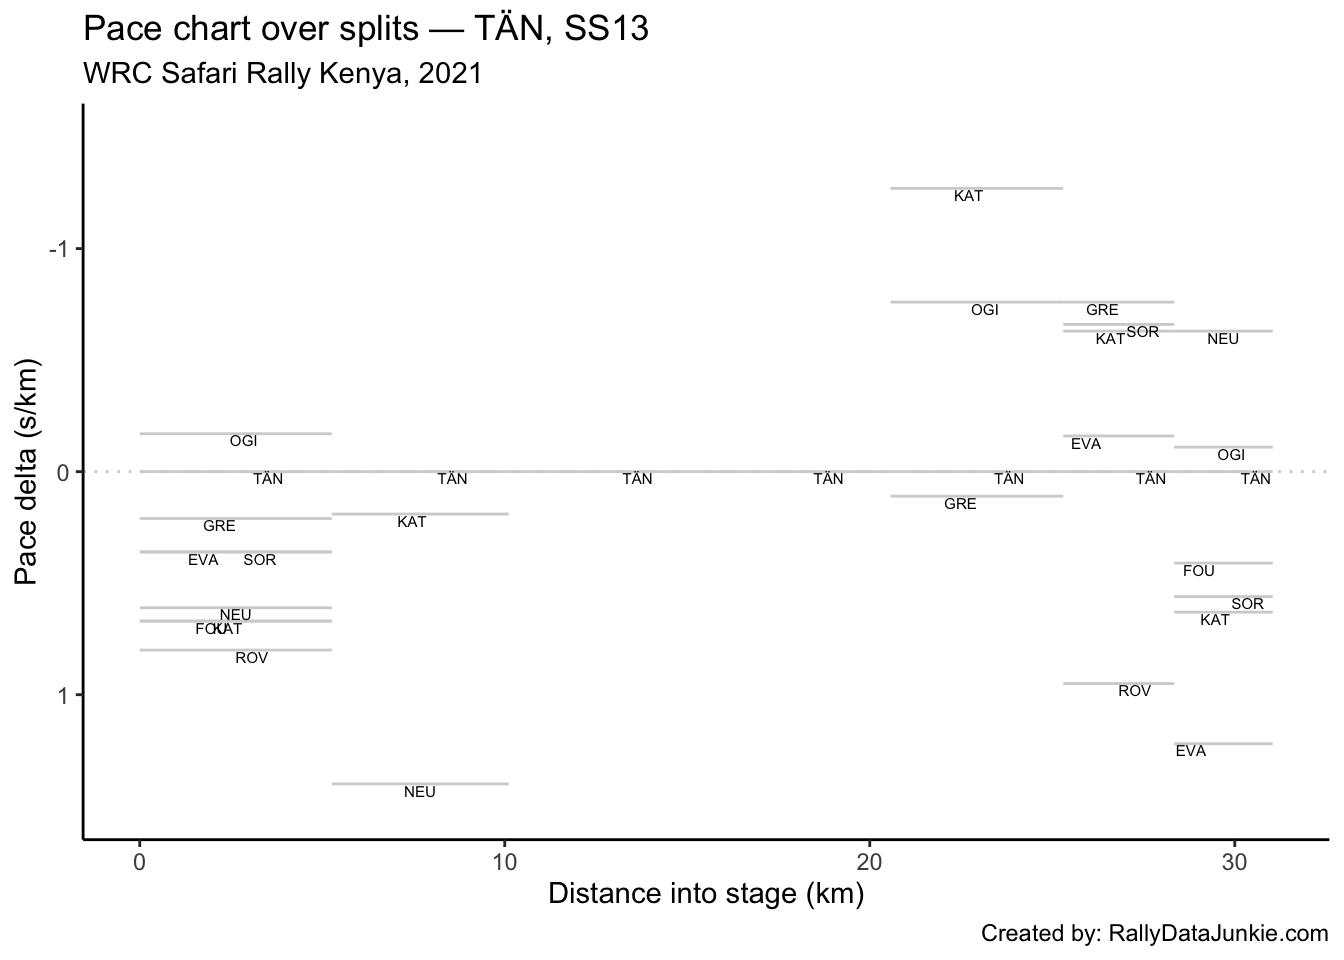 Pace chart over splits — TÄN, SS13
WRC Safari Rally Kenya, 2021
Pace delta (s/km)
-1
0
1
KAT
OGI
GRE
SOR
KAT
NEU
OGI
EVA
OGI
TÄN
TÄN
TÄN
TÄN
TÄN
TÄN
TÄN
GRE
KAT
GRE
EVA
SOR
FOU
NEU
SOR
FOU
KAT
KAT
ROV
ROV
EVA
NEU
0
10
20
30
Distance into stage (km)
Created by: RallyDataJunkie.com